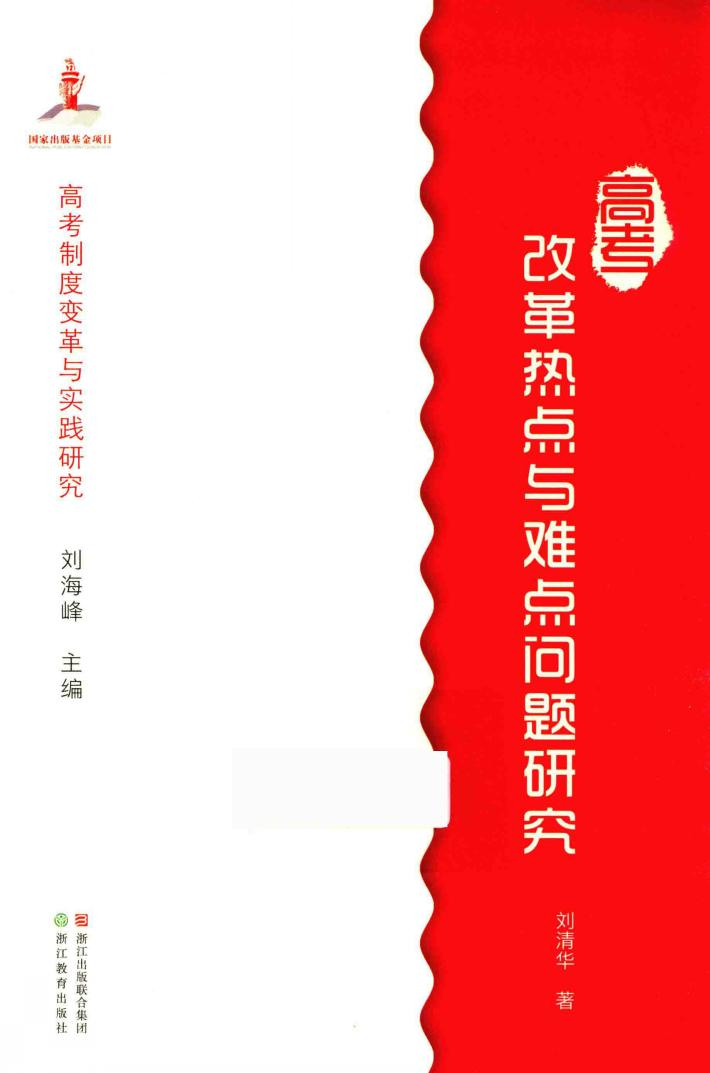 高考
改革热点与难点问题研究
刘清华 著
国家出版基金项目
高考制度变革与实践研究
刘海峰 主编
浙江出版联合集团
浙江教育出版社